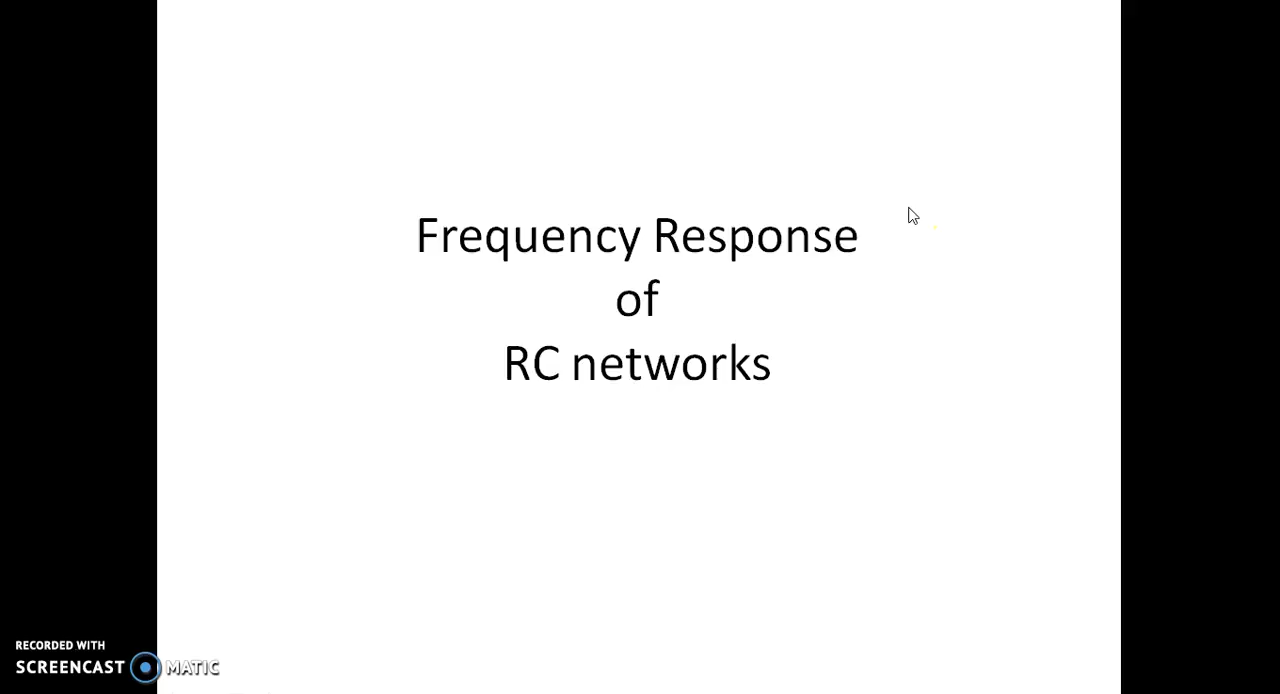 Frequency Response
of
RC networks
RECORDED WITH
SCREENCAST MATIC